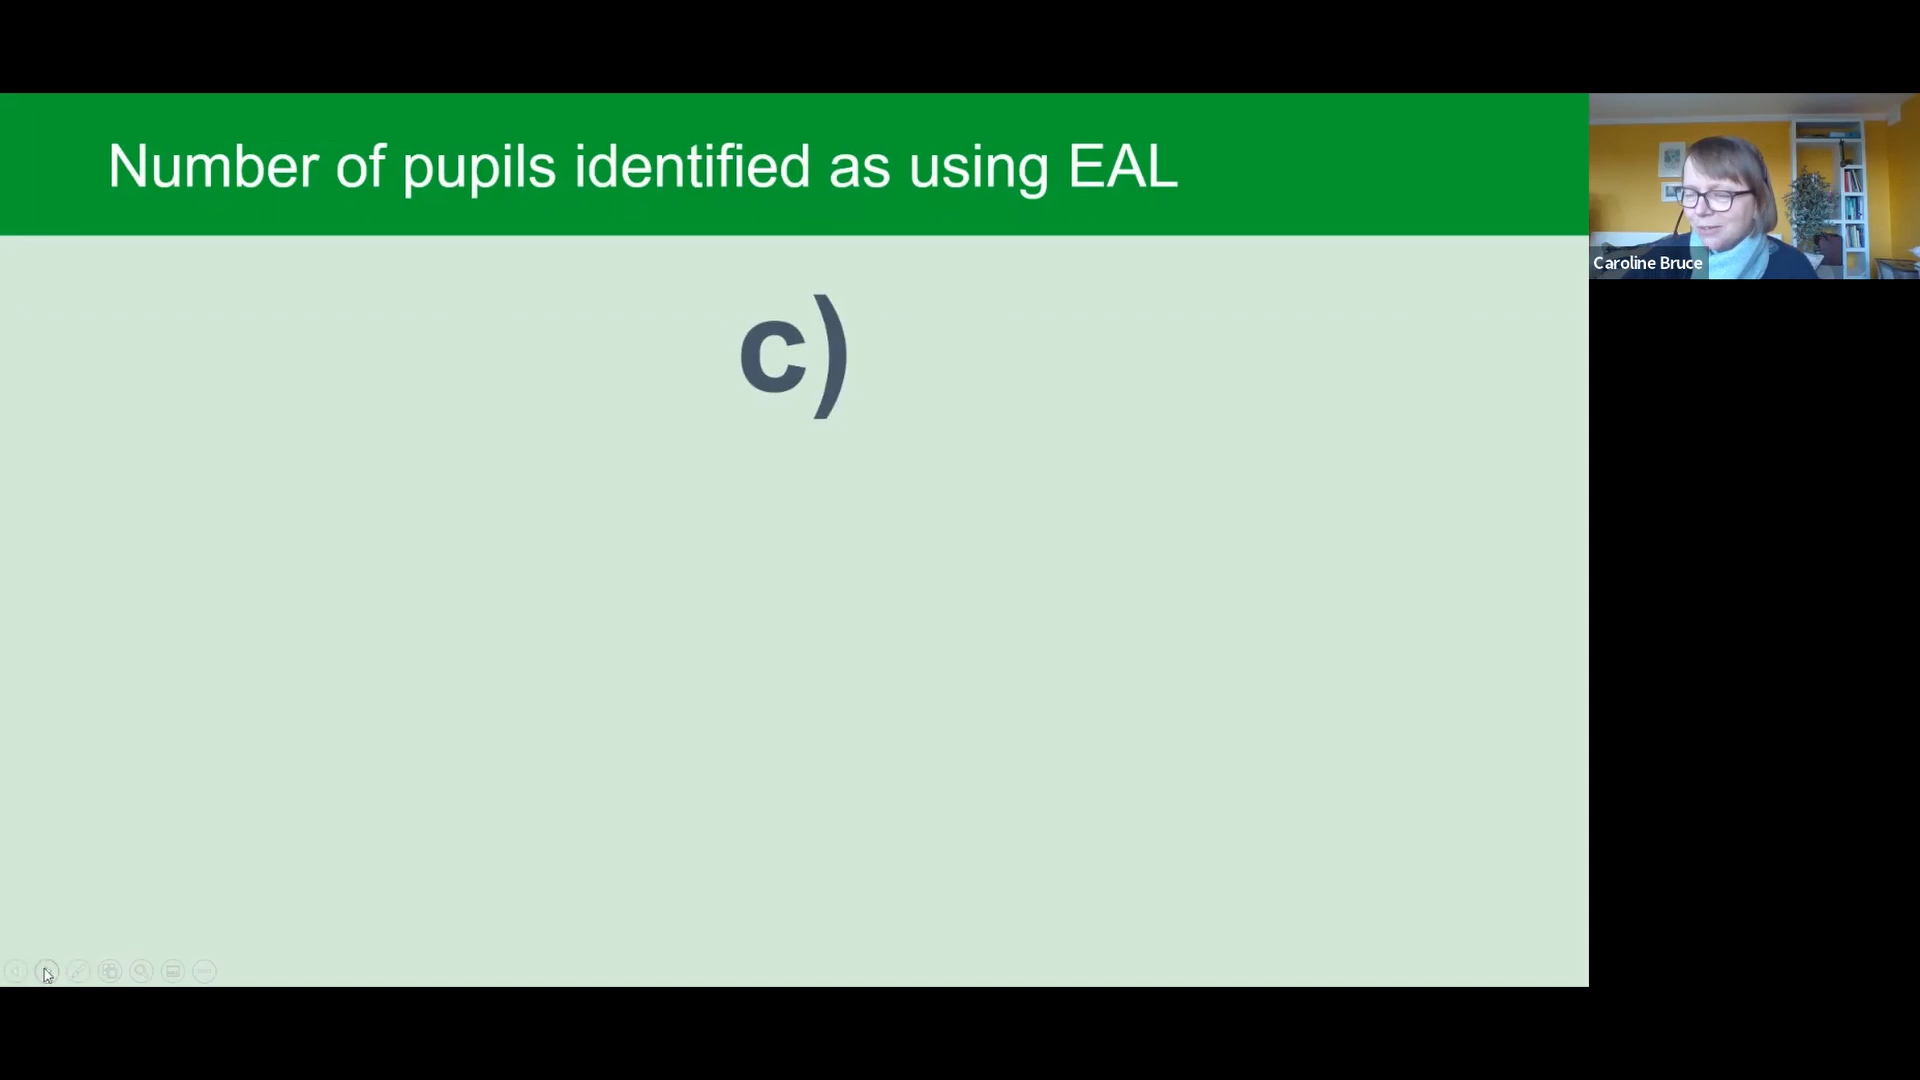 Number of pupils identified as using EAL
c)
Caroline Bruce